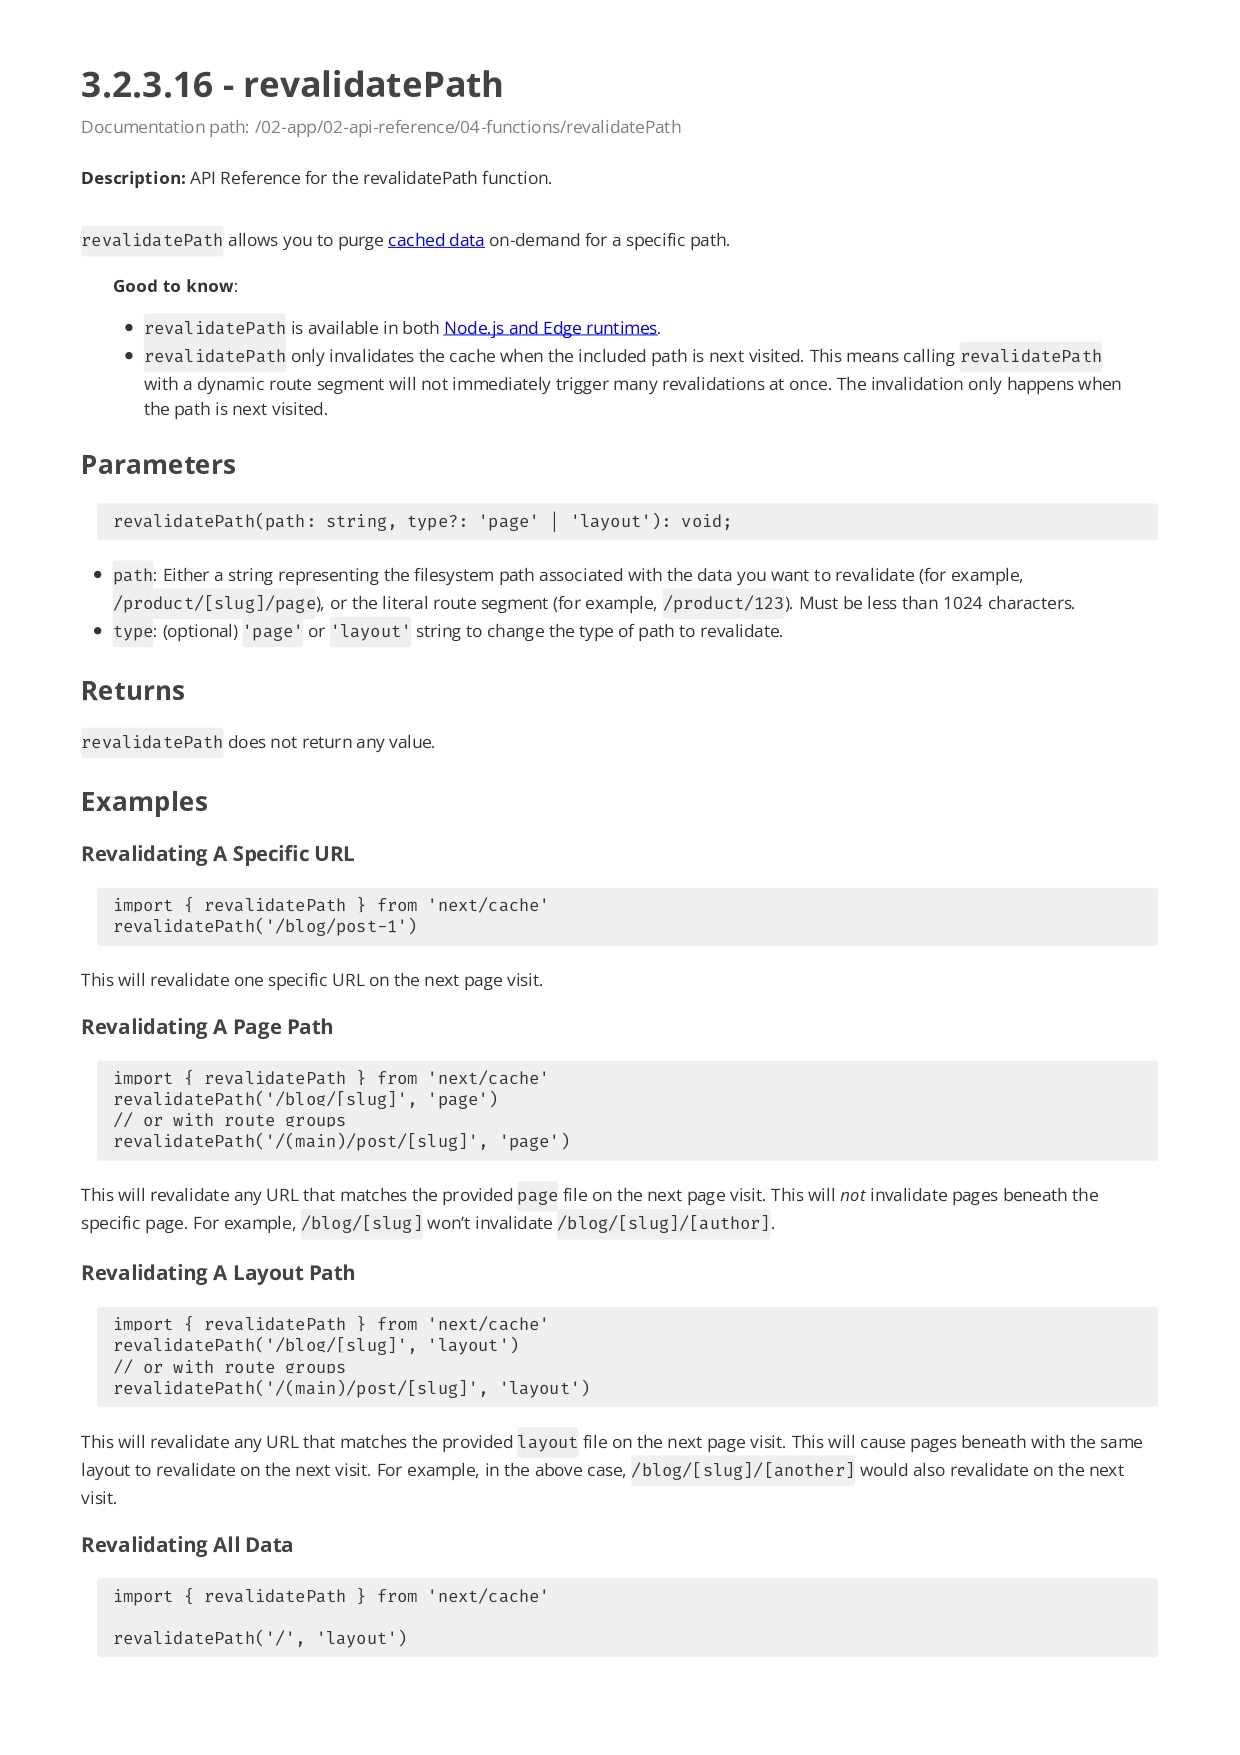 3.2.3.16 - revalidatePath
Documentation path: /02-app/02-api-reference/04-functions/revalidatePath
Description: API Reference for the revalidatePath function.
revalidatePath allows you to purge cached data on-demand for a specific path.
Good to know:
• revalidatePath is available in both Node.js and Edge runtimes.
• revalidatePath only invalidates the cache when the included path is next visited. This means calling revalidatePath
with a dynamic route segment will not immediately trigger many revalidations at once. The invalidation only happens when
the path is next visited.
Parameters
revalidatePath(path: string, type?: 'page' | 'layout'): void;
• path: Either a string representing the filesystem path associated with the data you want to revalidate (for example,
/product/[slug]/page), or the literal route segment (for example, /product/123). Must be less than 1024 characters.
• type: (optional) 'page' or 'layout' string to change the type of path to revalidate.
Returns
revalidatePath does not return any value.
Examples
Revalidating A Specific URL
import { revalidatePath } from 'next/cache'
revalidatePath('/blog/post-1')
This will revalidate one specific URL on the next page visit.
Revalidating A Page Path
import { revalidatePath } from 'next/cache'
revalidatePath('/blog/[slug]', 'page')
// or with route groups
revalidatePath('/(main)/post/[slug]', 'page')
This will revalidate any URL that matches the provided page file on the next page visit. This will not invalidate pages beneath the
specific page. For example, /blog/[slug] won’t invalidate /blog/[slug]/[author].
Revalidating A Layout Path
import { revalidatePath } from 'next/cache'
revalidatePath('/blog/[slug]', 'layout')
// or with route groups
revalidatePath('/(main)/post/[slug]', 'layout')
This will revalidate any URL that matches the provided layout file on the next page visit. This will cause pages beneath with the same
layout to revalidate on the next visit. For example, in the above case, /blog/[slug]/[another] would also revalidate on the next
visit.
Revalidating All Data
import { revalidatePath } from 'next/cache'
revalidatePath('/', 'layout')